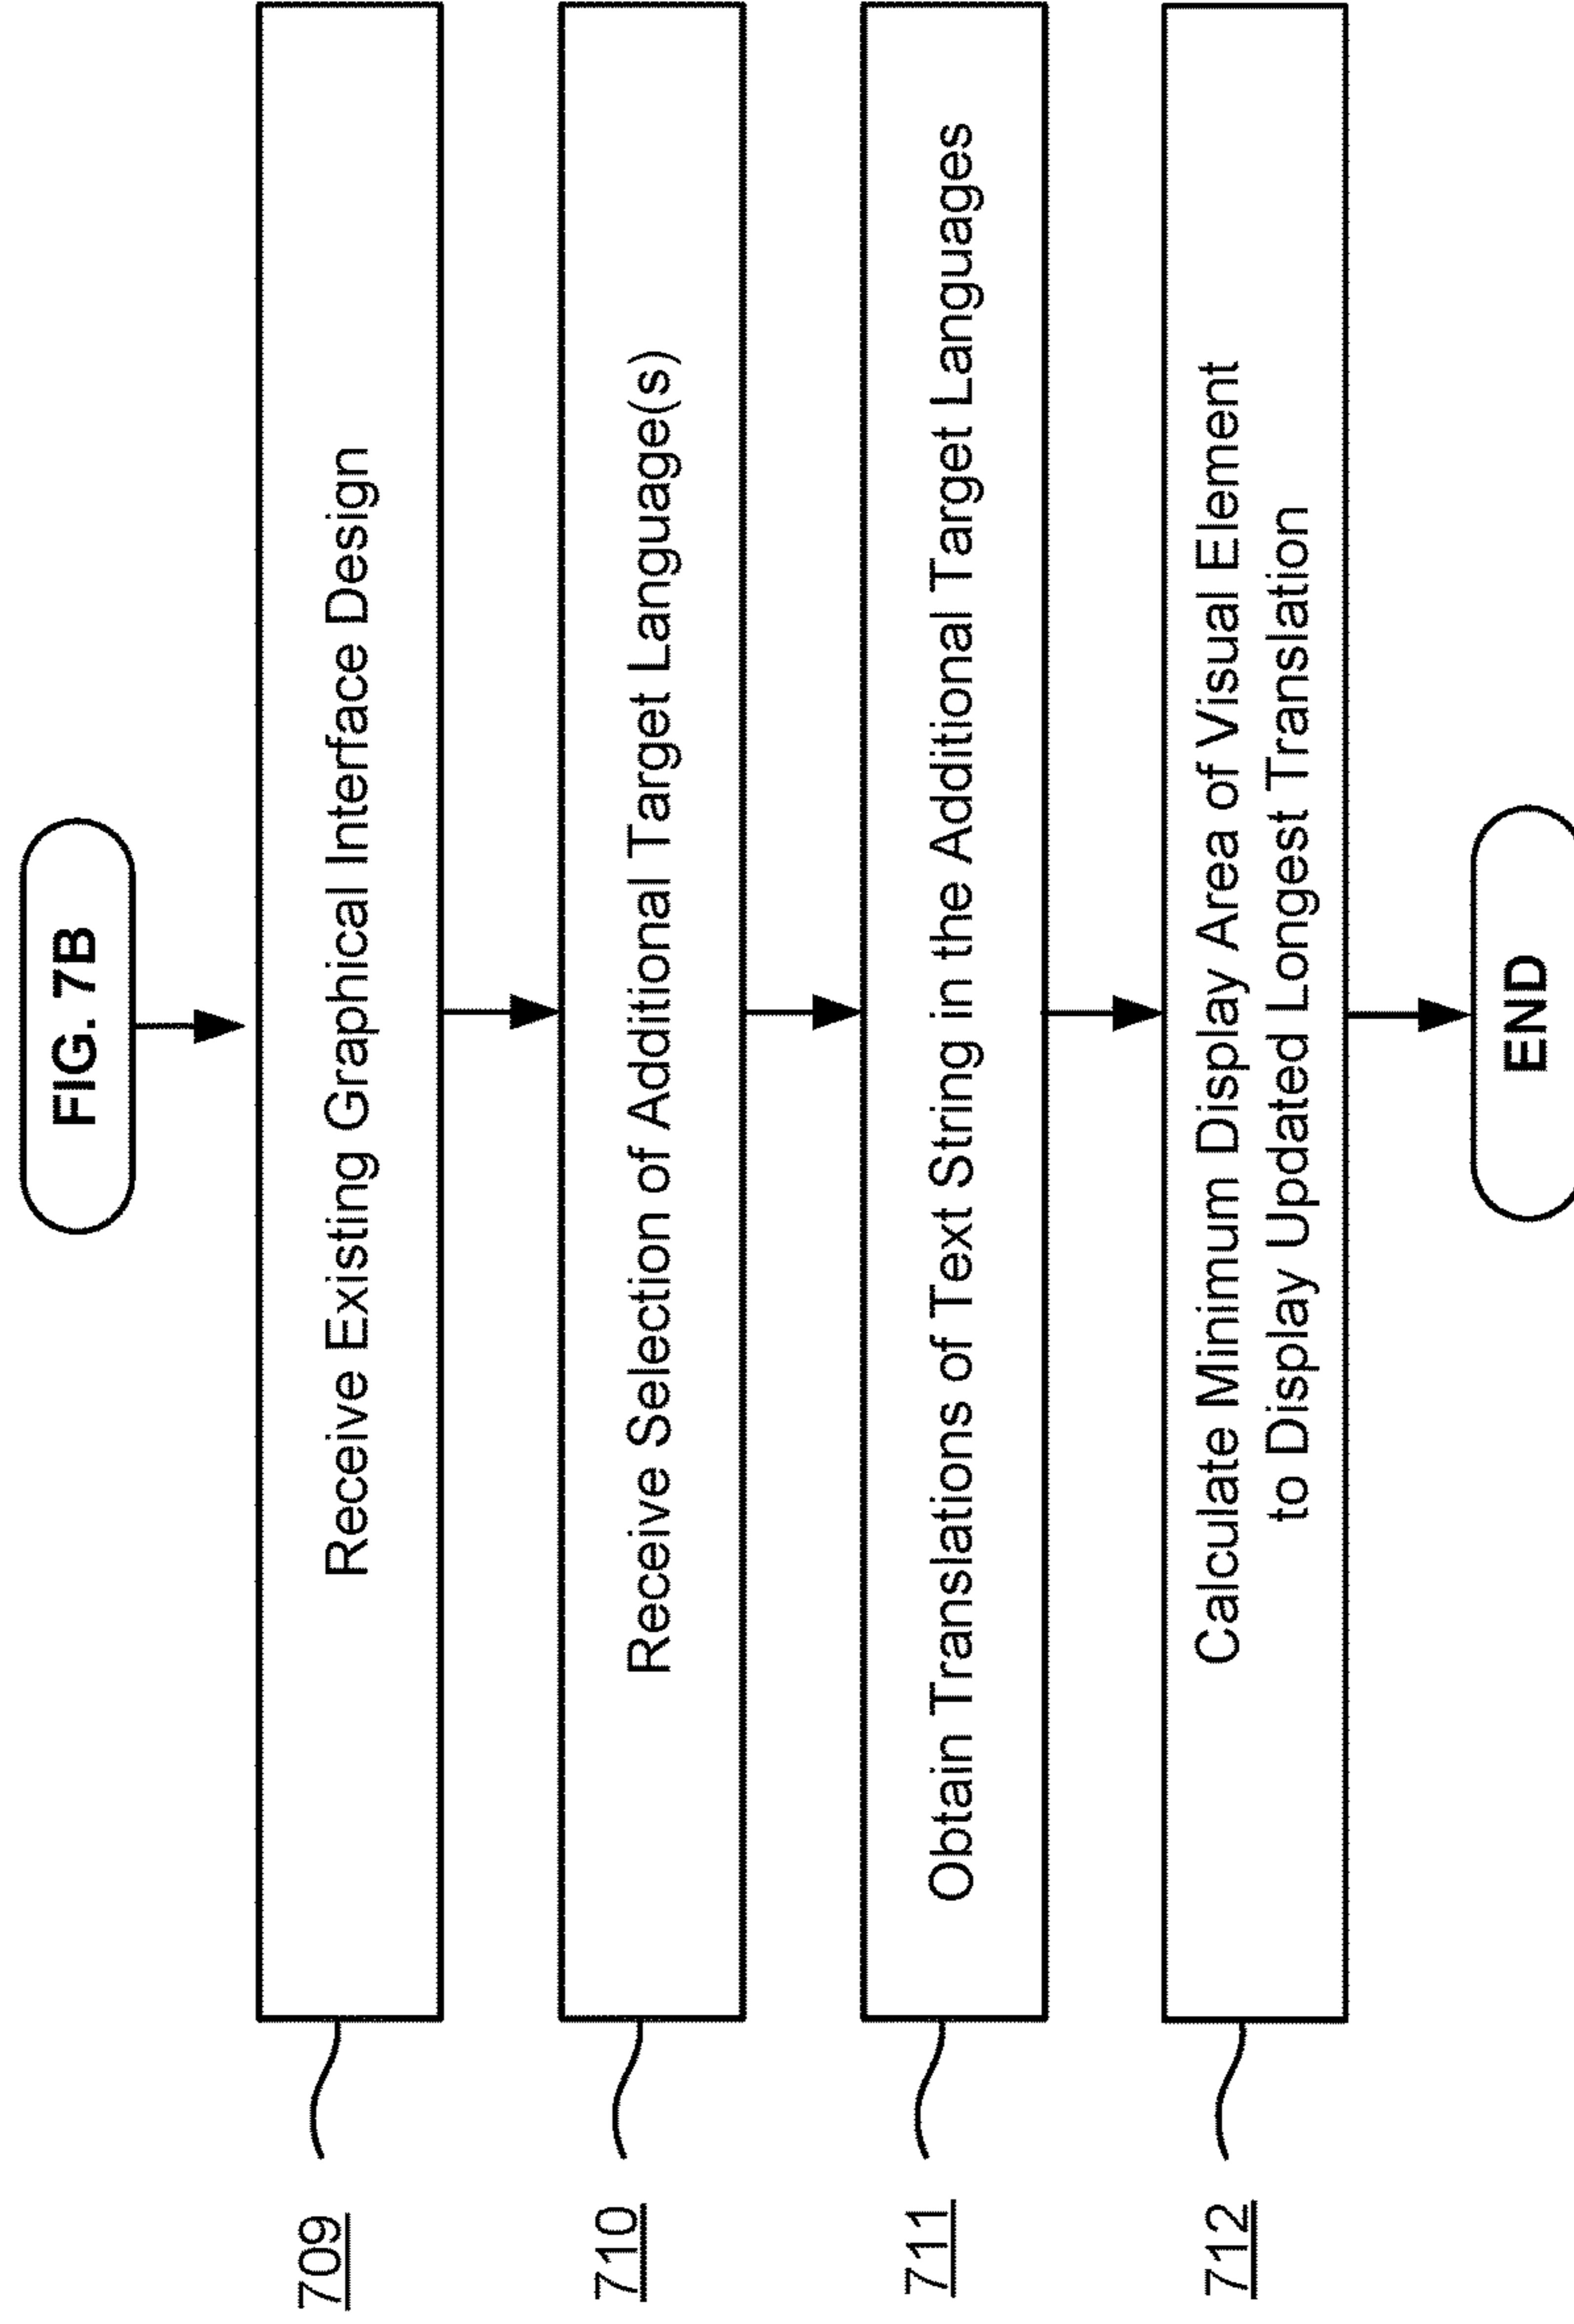 FIG. 7B
709
Receive Existing Graphical Interface Design
710
Receive Selection of Additional Target Language(s)
711
Obtain Translations of Text String in the Additional Target Languages
712
Calculate Minimum Display Area of Visual Element
to Display Updated Longest Translation
END